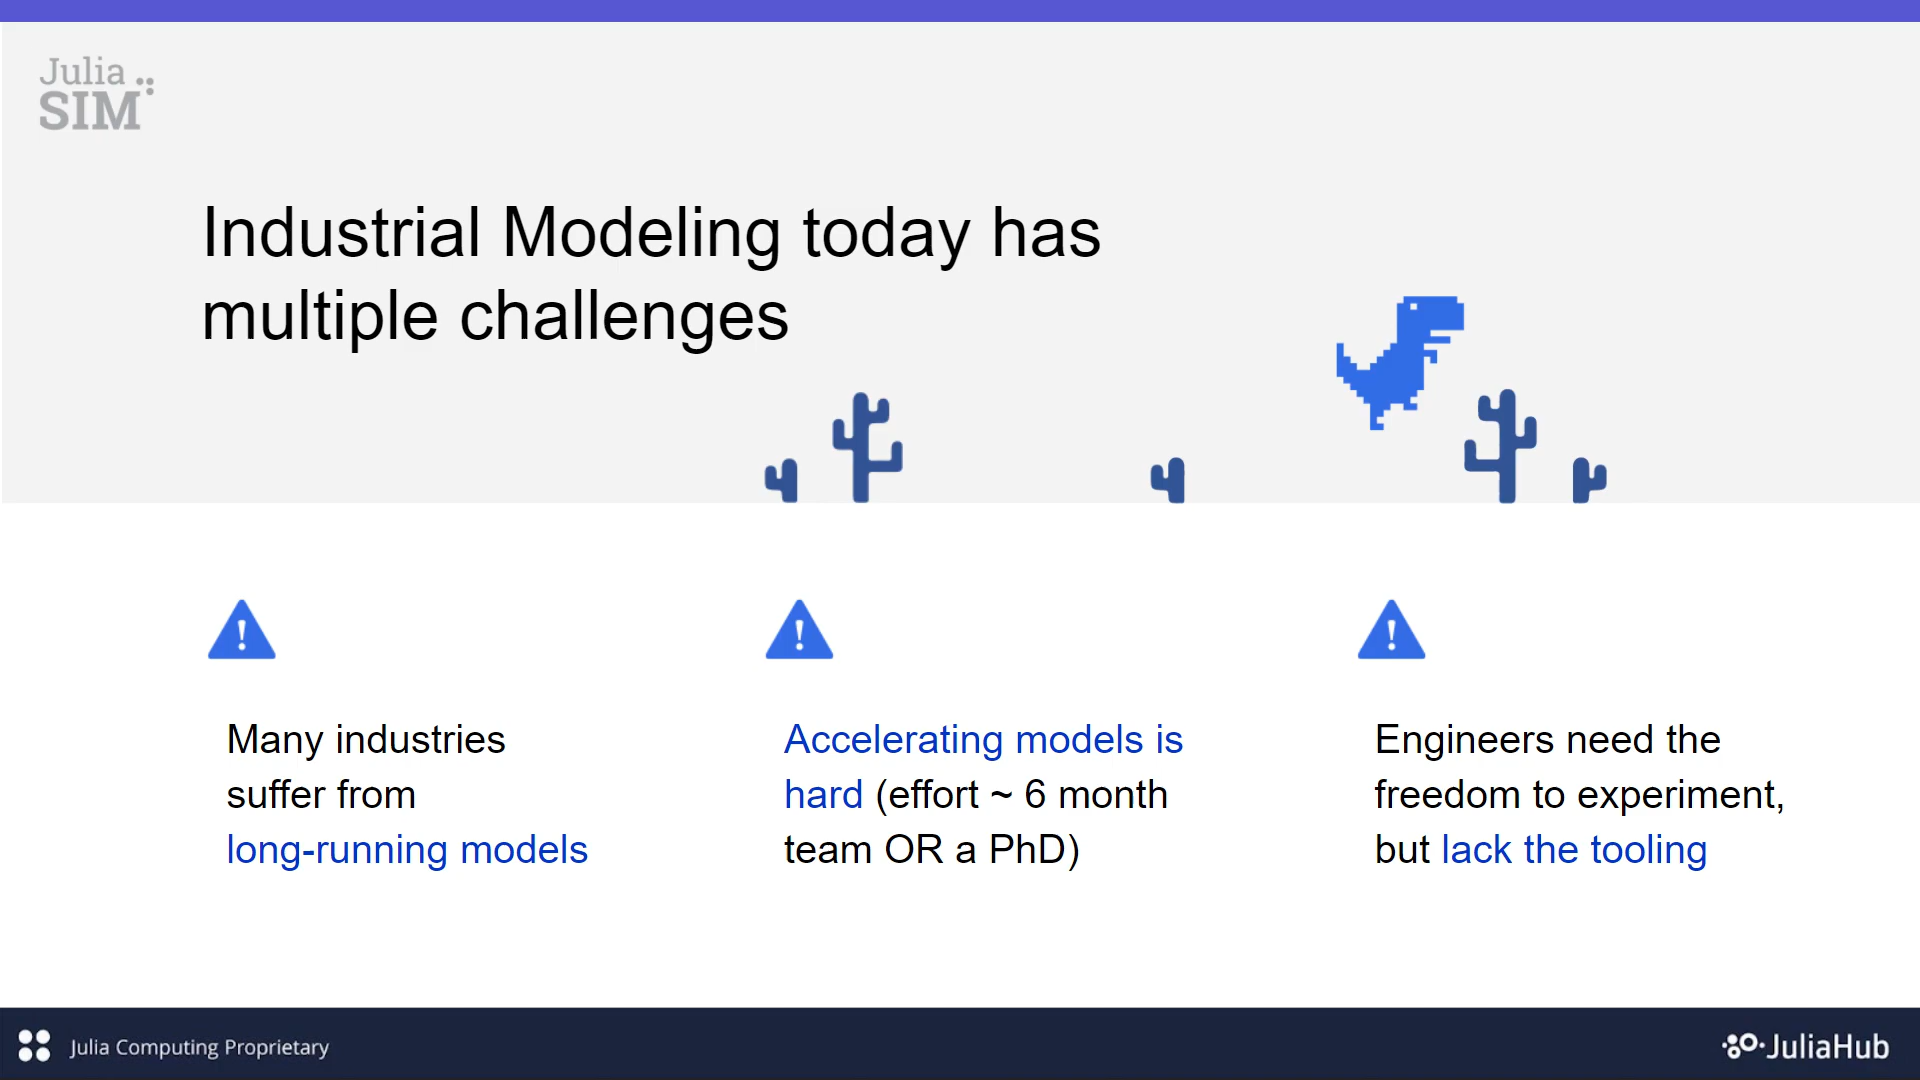 Julia
SIM
Industrial Modeling today has
multiple challenges
Many industries
suffer from
long-running models
Accelerating models is
hard (effort ~ 6 month
team OR a PhD)
Engineers need the
freedom to experiment,
but lack the tooling
Julia Computing Proprietary
JuliaHub